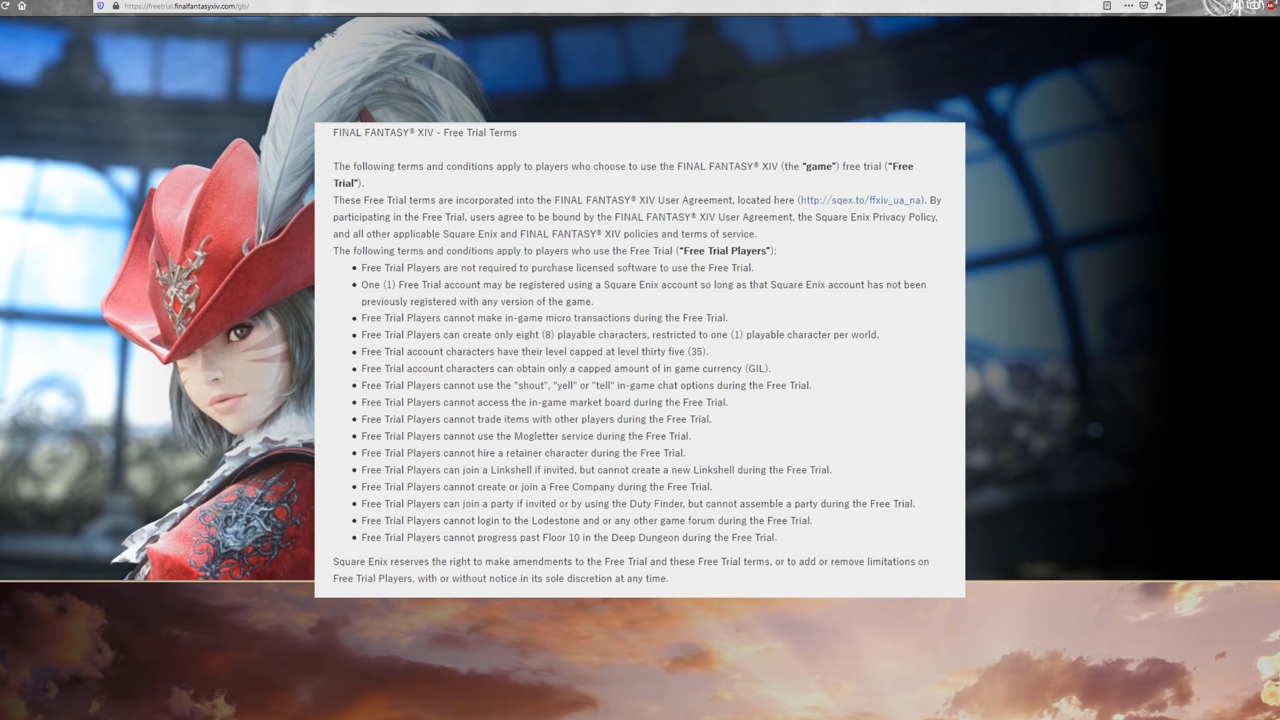 https://freetrial.finalfantasyxiv.com/gb/
FINAL FANTASY® XIV - Free Trial Terms
The following terms and conditions apply to players who choose to use the FINAL FANTASY® XIV (the "game") free trial ("Free
Trial").
These Free Trial terms are incorporated into the FINAL FANTASY® XIV User Agreement, located here (http://sqex.to/ffxiv_ua_na). By
participating in the Free Trial, users agree to be bound by the FINAL FANTASY® XIV User Agreement, the Square Enix Privacy Policy,
and all other applicable Square Enix and FINAL FANTASY® XIV policies and terms of service.
The following terms and conditions apply to players who use the Free Trial ("Free Trial Players"):
• Free Trial Players are not required to purchase licensed software to use the Free Trial.
• One (1) Free Trial account may be registered using a Square Enix account so long as that Square Enix account has not been
previously registered with any version of the game.
• Free Trial Players cannot make in-game micro transactions during the Free Trial.
• Free Trial Players can create only eight (8) playable characters, restricted to one (1) playable character per world.
• Free Trial account characters have their level capped at level thirty five (35).
• Free Trial account characters can obtain only a capped amount of in game currency (GIL).
• Free Trial Players cannot use the "shout", "yell" or "tell" in-game chat options during the Free Trial.
• Free Trial Players cannot access the in-game market board during the Free Trial.
• Free Trial Players cannot trade items with other players during the Free Trial.
• Free Trial Players cannot use the Mogletter service during the Free Trial.
• Free Trial Players cannot hire a retainer character during the Free Trial.
• Free Trial Players can join a Linkshell if invited, but cannot create a new Linkshell during the Free Trial.
• Free Trial Players cannot create or join a Free Company during the Free Trial.
• Free Trial Players can join a party if invited or by using the Duty Finder, but cannot assemble a party during the Free Trial.
• Free Trial Players cannot login to the Lodestone and or any other game forum during the Free Trial.
• Free Trial Players cannot progress past Floor 10 in the Deep Dungeon during the Free Trial.
Square Enix reserves the right to make amendments to the Free Trial and these Free Trial terms, or to add or remove limitations on
Free Trial Players, with or without notice in its sole discretion at any time.